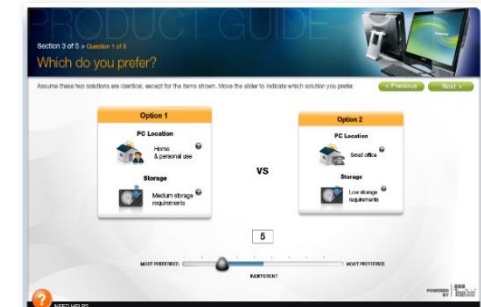 PRODUCT GUIDE
Section 3 of 5 > Question 1 of 3
Which do you prefer?
Assume these two solutions are identical, except for the items shown. Move the slider to indicate which solution you prefer.
< Previous
Next >
Option 1
PC Location
Home
& personal use
Storage
Medium storage
requirements
VS
Option 2
PC Location
Small office
Storage
Low storage
requirements
5
MOST PREFERRED
MOST PREFERRED
INDIFFERENT
POWERED
BY
NEED HELP?